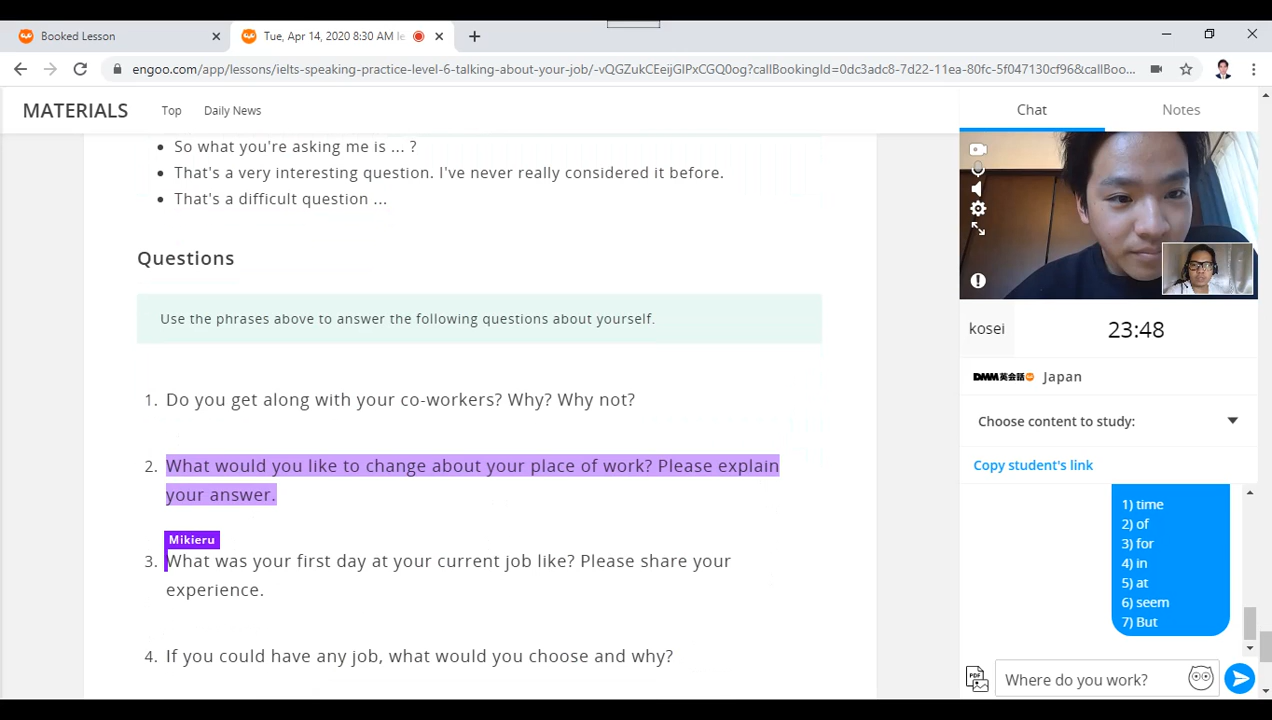 Booked Lesson
Tue, Apr 14, 2020 8:30 AM le
engoo.com/app/lessons/ielts-speaking-practice-level-6-talking-about-your-job/-vQGZukCEeijGIPxCGQ0og?callBookingId=0dc3adc8-7d22-11ea-80fc-5f047130cf96&callBoo...
MATERIALS
Top
Daily News
Chat
Notes
• So what you're asking me is ... ?
• That's a very interesting question. I've never really considered it before.
• That's a difficult question ...
Questions
Use the phrases above to answer the following questions about yourself.
1. Do you get along with your co-workers? Why? Why not?
2. What would you like to change about your place of work? Please explain
your answer.
Mikieru
3. What was your first day at your current job like? Please share your
experience.
4. If you could have any job, what would you choose and why?
kosei
23:48
DMM英会話
Japan
Choose content to study:
Copy student's link
1) time
2) of
3) for
4) in
5) at
6) seem
7) But
PDF
Where do you work?